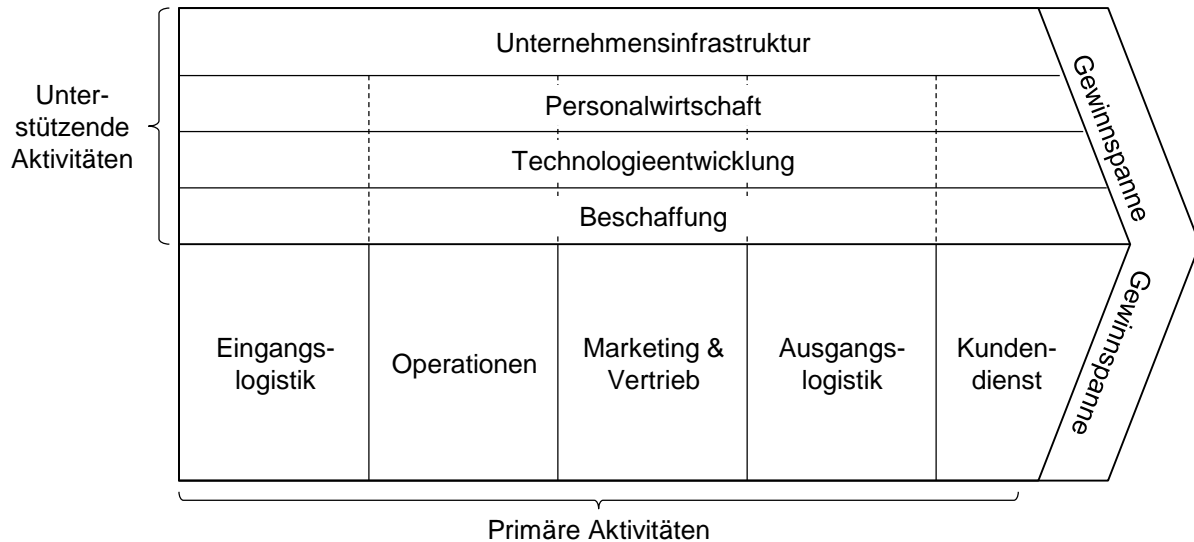 Unternehmensinfrastruktur
Unter-
stützende
Aktivitäten
Personalwirtschaft
Technologieentwicklung
Beschaffung
Gewinnspanne
Eingangs-
logistik
Operationen
Marketing &
Vertrieb
Ausgangs-
logistik
Kunden-
dienst
Gewinnspanne
Primäre Aktivitäten